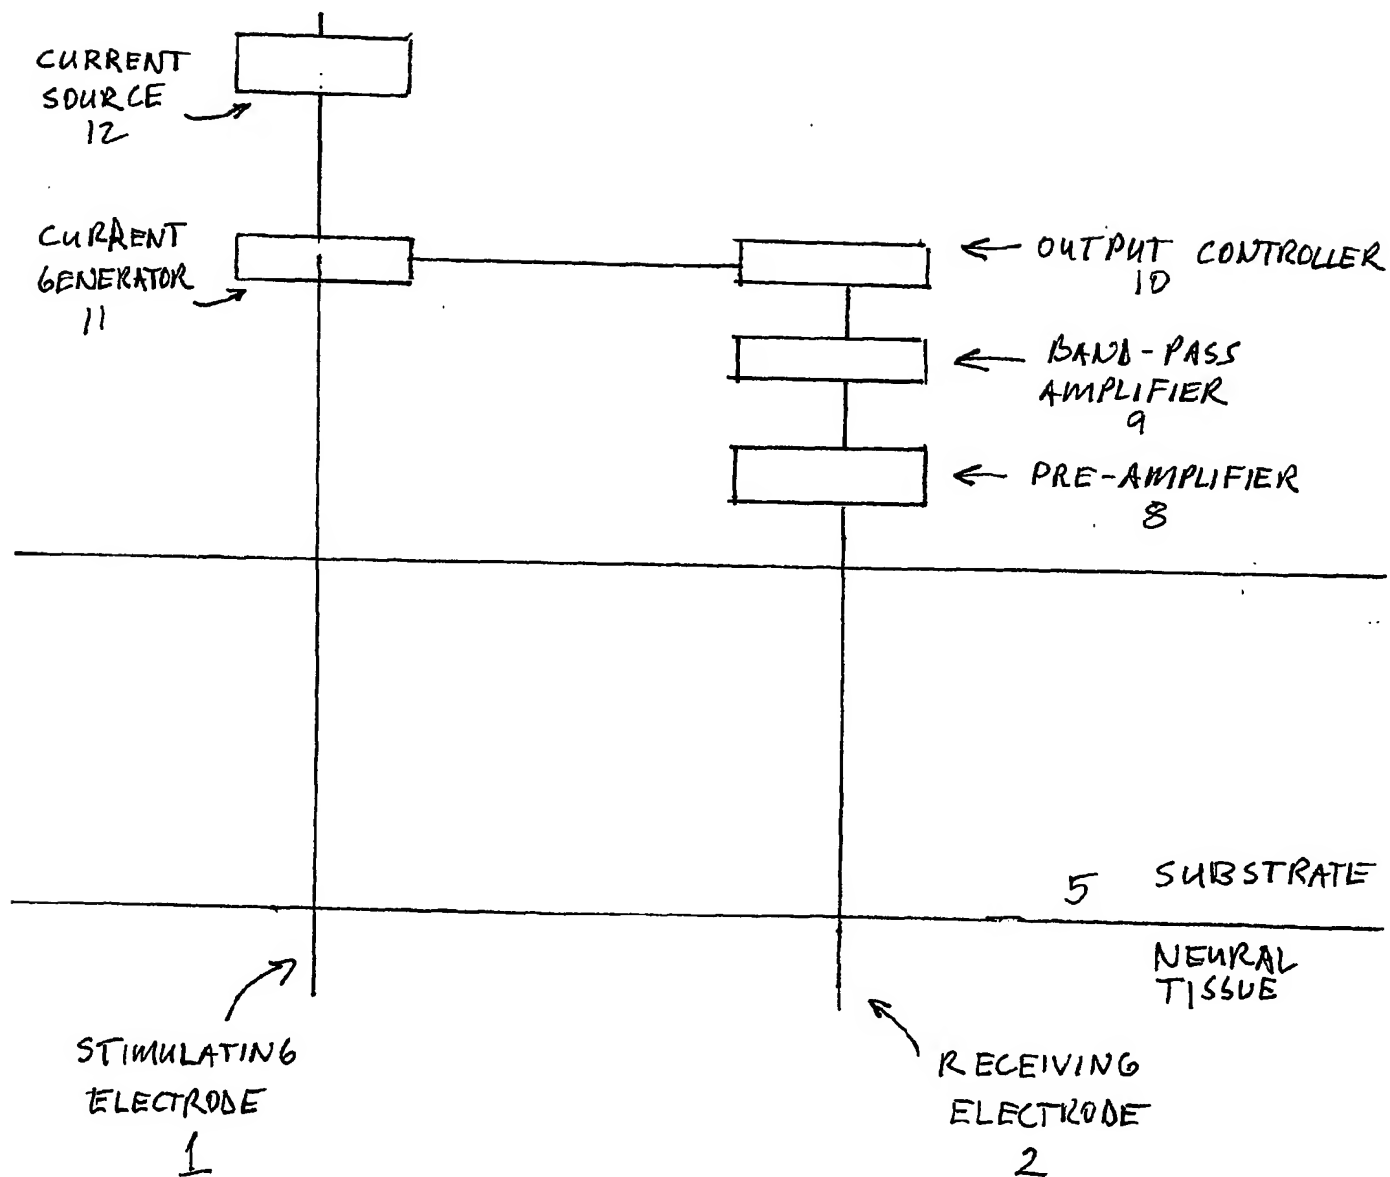 CURRENT
SOURCE
12
CURRENT
GENERATOR
11
OUTPUT CONTROLLER
10
BAND-PASS
AMPLIFIER
9
PRE-AMPLIFIER
8
5 SUBSTRATE
NEURAL
TISSUE
STIMULATING
ELECTRODE
1
RECEIVING
ELECTRODE
2